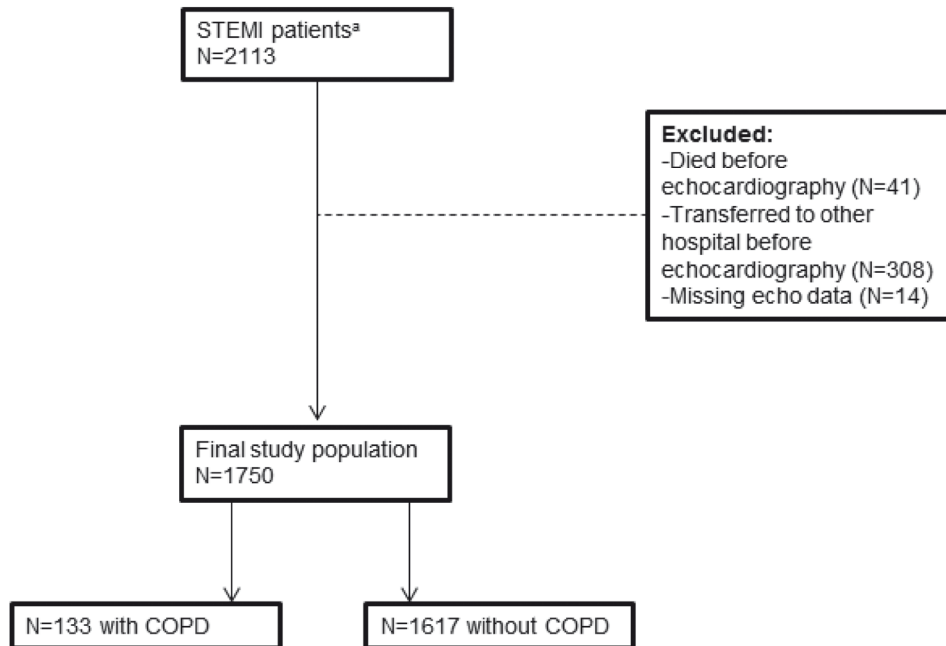 STEMI patientsᵃ
N=2113
Excluded:
-Died before
echocardiography (N=41)
-Transferred to other
hospital before
echocardiography (N=308)
-Missing echo data (N=14)
Final study population
N=1750
N=133 with COPD
N=1617 without COPD